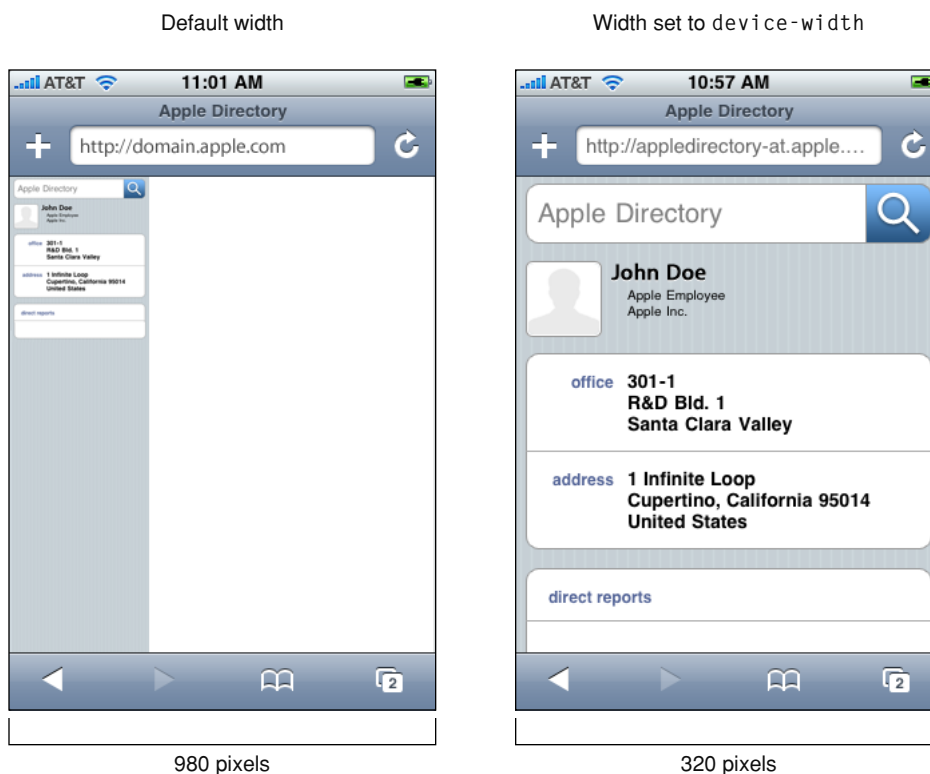 Default width
AT&T 11:01 AM
Apple Directory
http://domain.apple.com
Apple Directory
John Doe
Apple Employee
Apple Inc.
office 301-1
R&D Bld. 1
Santa Clara Valley
address 1 Infinite Loop
Cupertino, California 95014
United States
direct reports
2
980 pixels
Width set to device-width
AT&T 10:57 AM
Apple Directory
http://appledirectory-at.apple....
Apple Directory
John Doe
Apple Employee
Apple Inc.
office 301-1
R&D Bld. 1
Santa Clara Valley
address 1 Infinite Loop
Cupertino, California 95014
United States
direct reports
2
320 pixels